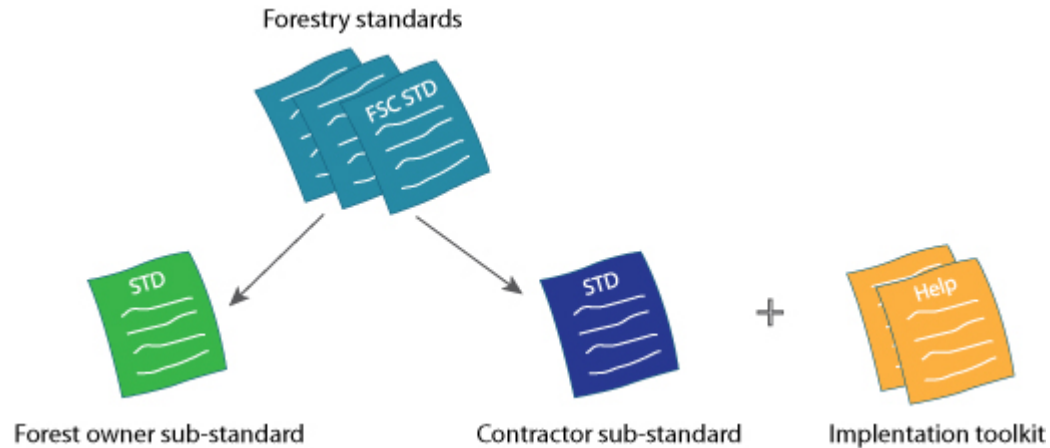 Forestry standards
FSC STD
STD
STD
Help
Forest owner sub-standard
Contractor sub-standard
Implentation toolkit